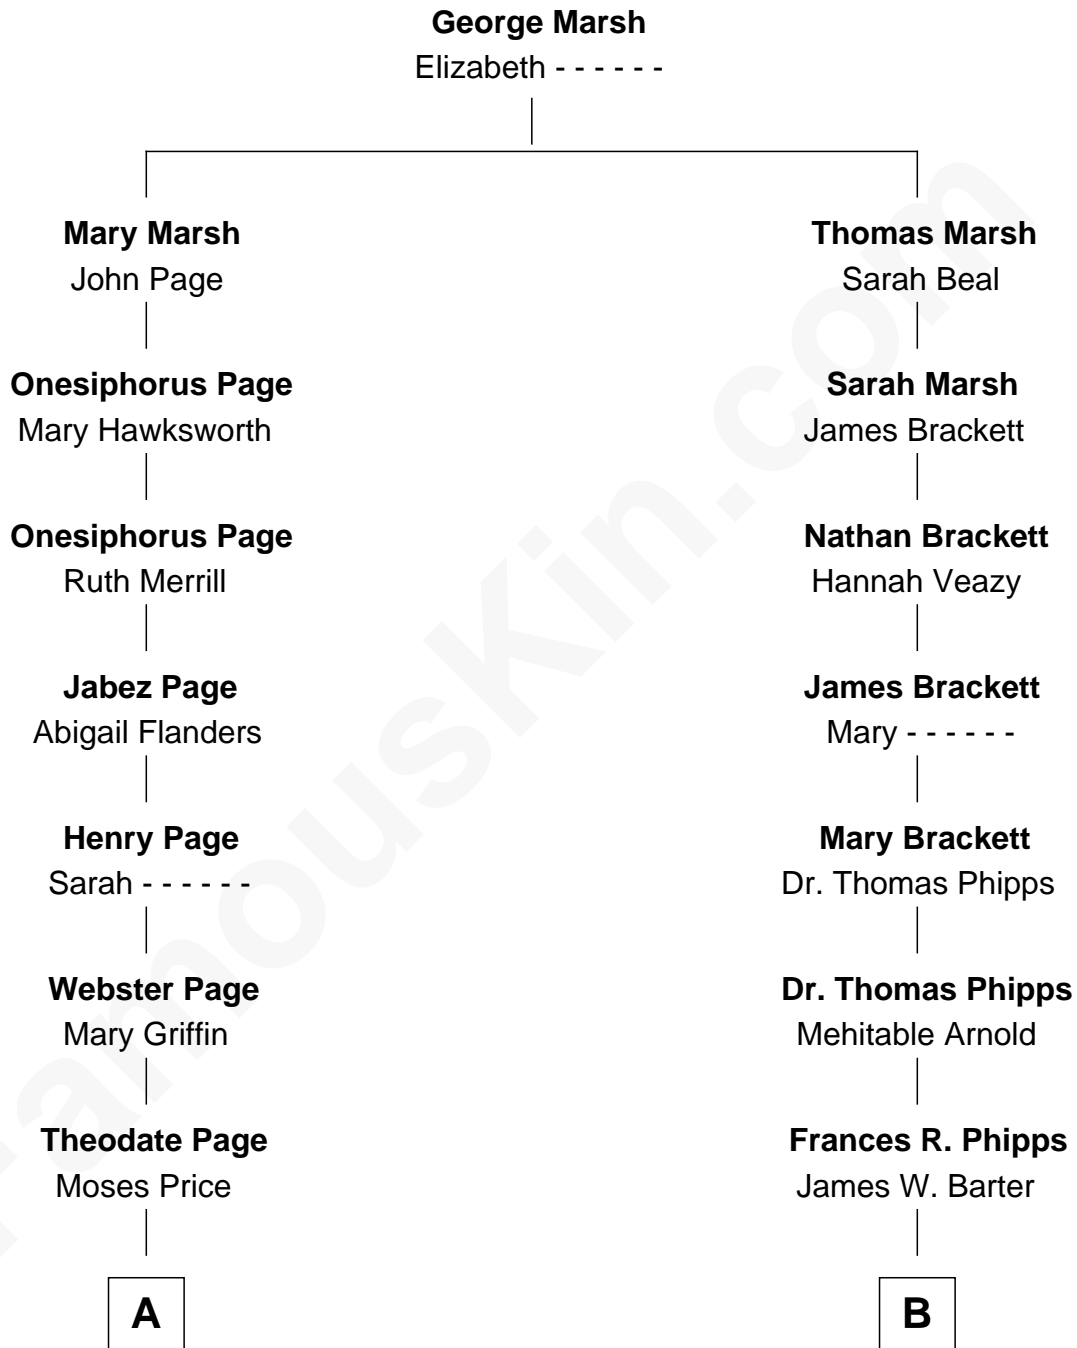 George Marsh
Elizabeth - - - - - -
Mary Marsh
John Page
Thomas Marsh
Sarah Beal
Onesiphorus Page
Mary Hawksworth
Sarah Marsh
James Brackett
Onesiphorus Page
Ruth Merrill
Nathan Brackett
Hannah Veazy
Jabez Page
Abigail Flanders
James Brackett
Mary - - - - - -
Henry Page
Sarah - - - - - -
Mary Brackett
Dr. Thomas Phipps
Webster Page
Mary Griffin
Dr. Thomas Phipps
Mehitable Arnold
Theodate Page
Moses Price
Frances R. Phipps
James W. Barter
A
B
FamousKin.com